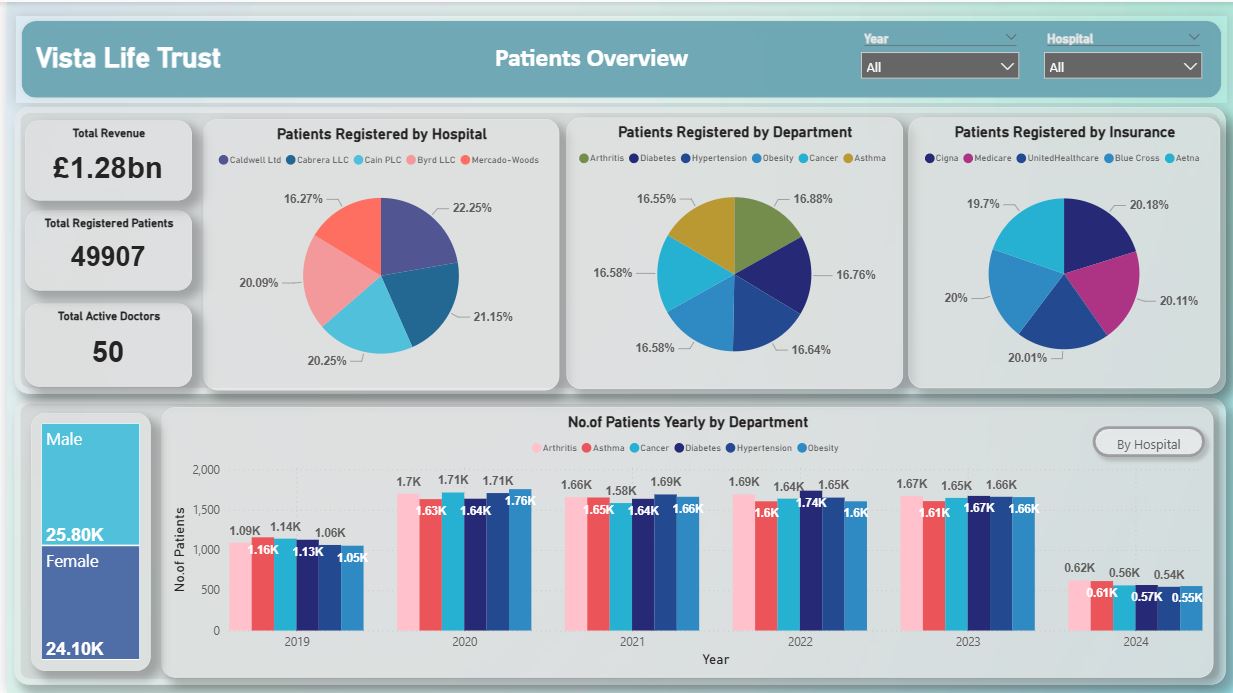 Vista Life Trust
Patients Overview
Year
All
Hospital
All
Total Revenue
£1.28bn
Total Registered Patients
49907
Total Active Doctors
50
Patients Registered by Hospital
Caldwell Ltd Cabrera LLC Cain PLC Byrd LLC Mercado-Woods
16.27%
22.25%
20.09%
21.15%
20.25%
Patients Registered by Department
Arthritis Diabetes Hypertension Obesity Cancer Asthma
16.55%
16.88%
16.58%
16.76%
16.58%
16.64%
Patients Registered by Insurance
Cigna Medicare UnitedHealthcare Blue Cross Aetna
19.7%
20.18%
20%
20.11%
20.01%
Male
25.80K
Female
24.10K
No.of Patients Yearly by Department
Arthritis Asthma Cancer Diabetes Hypertension Obesity
By Hospital
No.of Patients
2,000
1,500
1,000
500
0
1.09K 1.16K 1.14K 1.13K 1.06K 1.05K
1.7K 1.63K 1.71K 1.64K 1.71K 1.76K
1.66K 1.65K 1.58K 1.64K 1.69K 1.66K
1.69K 1.6K 1.64K 1.74K 1.65K 1.6K
1.67K 1.61K 1.65K 1.67K 1.66K 1.66K
0.62K 0.61K 0.56K 0.57K 0.54K 0.55K
2019 2020 2021 2022 2023 2024
Year